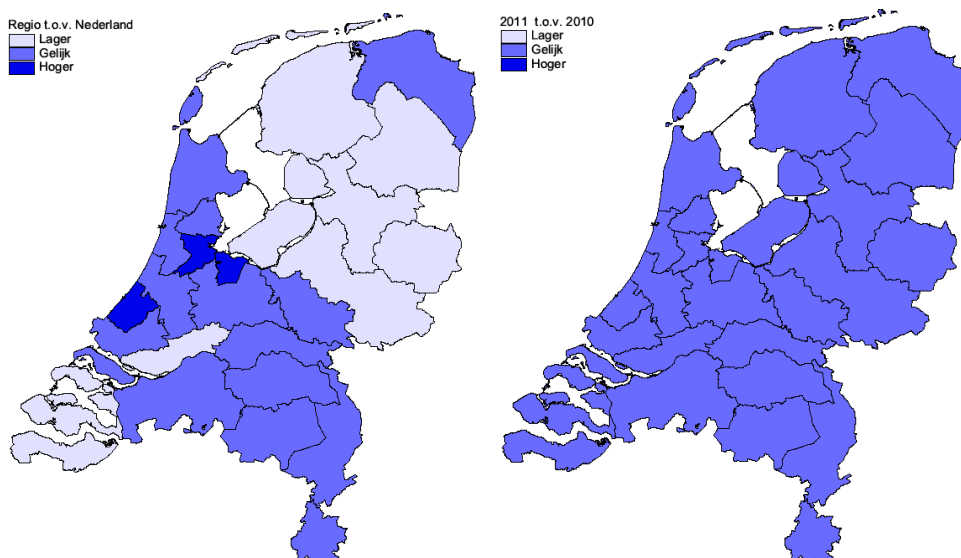 Regio t.o.v. Nederland
Lager
Gelijk
Hoger
2011 t.o.v. 2010
Lager
Gelijk
Hoger